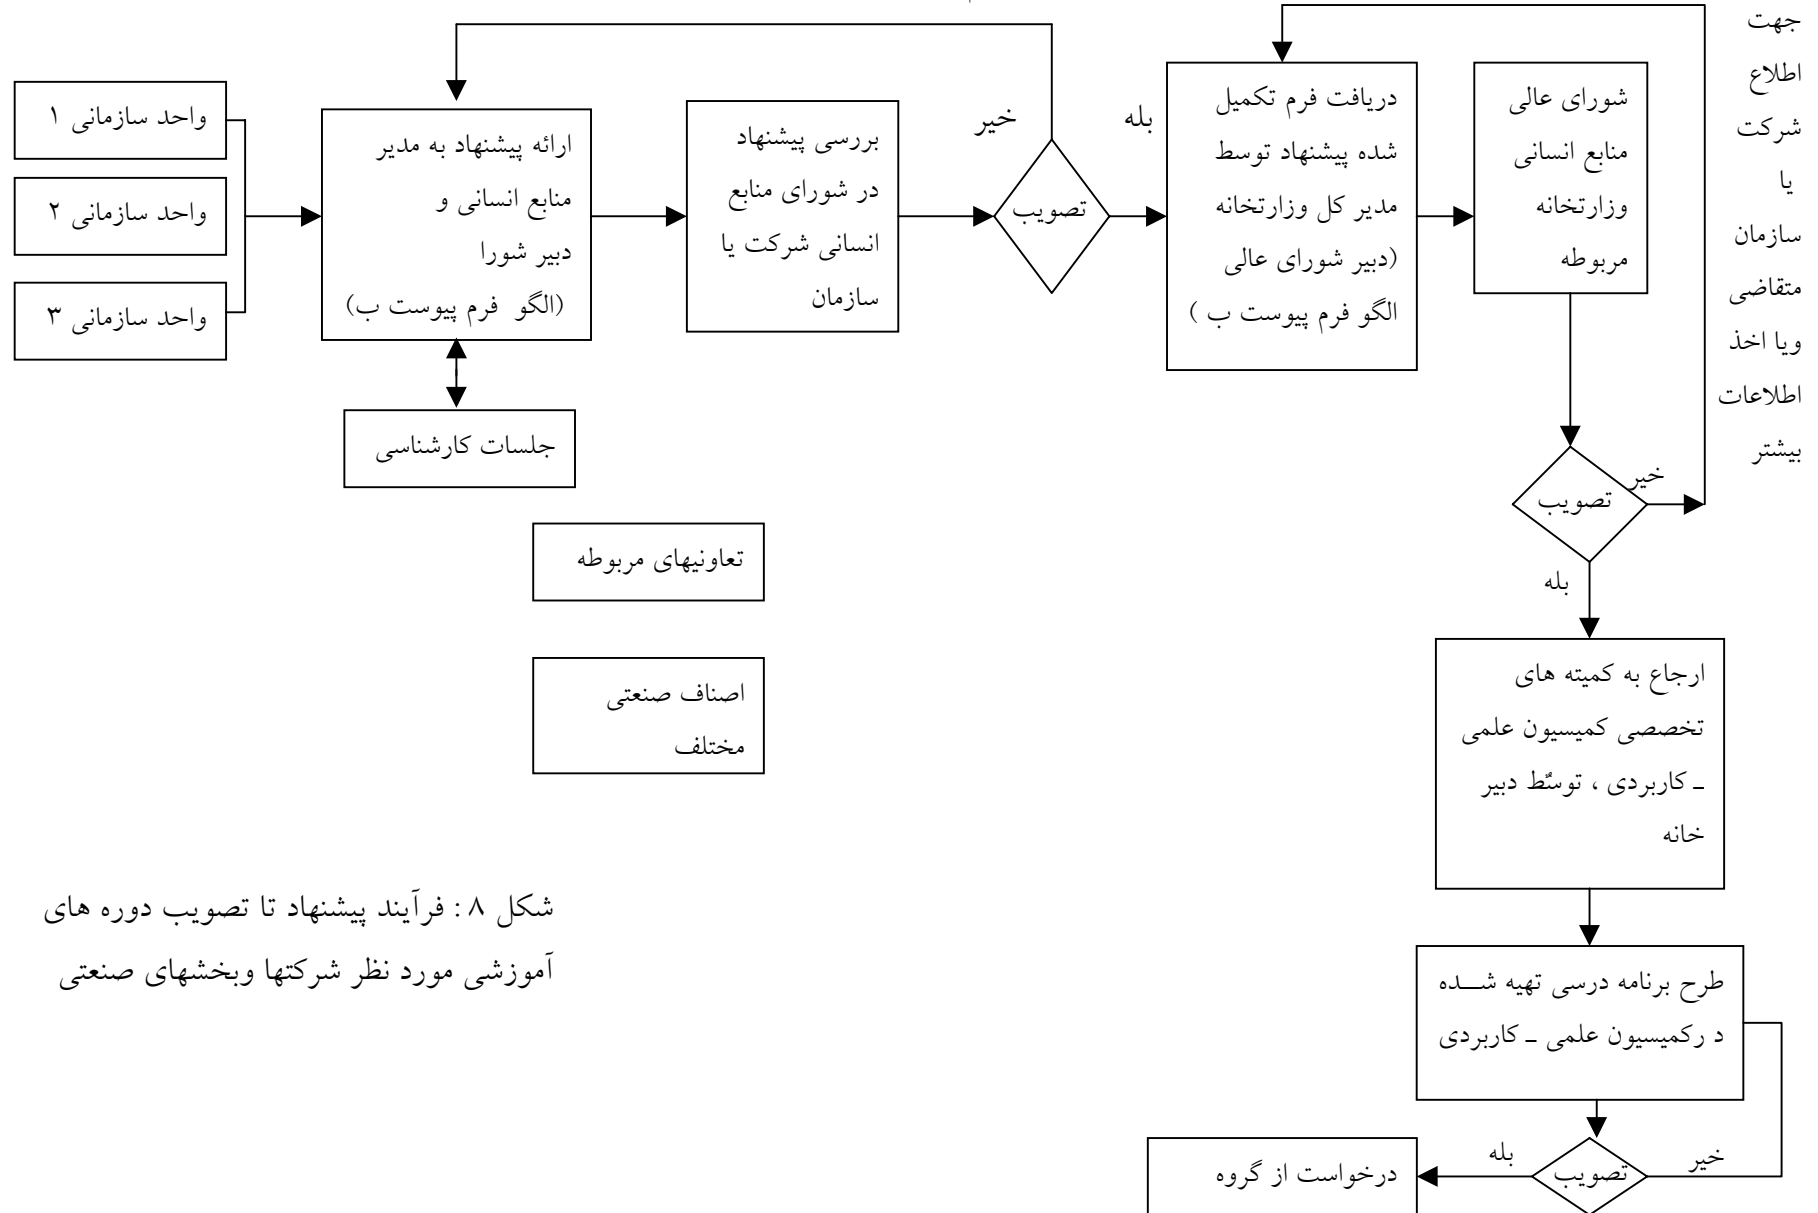 واحد سازمانی ۱
واحد سازمانی ۲
واحد سازمانی ۳
ارائه پیشنهاد به مدیر
منابع انسانی و
دبیر شورا
(الگو فرم پیوست ب)
جلسات کارشناسی
بررسی پیشنهاد
در شورای منابع
انسانی شرکت یا
سازمان
خیر
تصویب
بله
دریافت فرم تکمیل
شده پیشنهاد توسط
مدیر کل وزارتخانه
(دبیر شورای عالی
الگو فرم پیوست ب )
شورای عالی
منابع انسانی
وزارتخانه
مربوطه
جهت
اطلاع
شرکت
یا
سازمان
متقاضی
ویا اخذ
اطلاعات
بیشتر
تصویب
خیر
بله
تعاونیهای مربوطه
اصناف صنعتی
مختلف
ارجاع به کمیته های
تخصصی کمیسیون علمی
ـ کاربردی ، توسٌط دبیر
خانه
طرح برنامه درسی تهیه شـــده
د رکمیسیون علمی ـ کاربردی
تصویب
خیر
بله
درخواست از گروه
شکل ۸ : فرآیند پیشنهاد تا تصویب دوره های
آموزشی مورد نظر شرکتها وبخشهای صنعتی